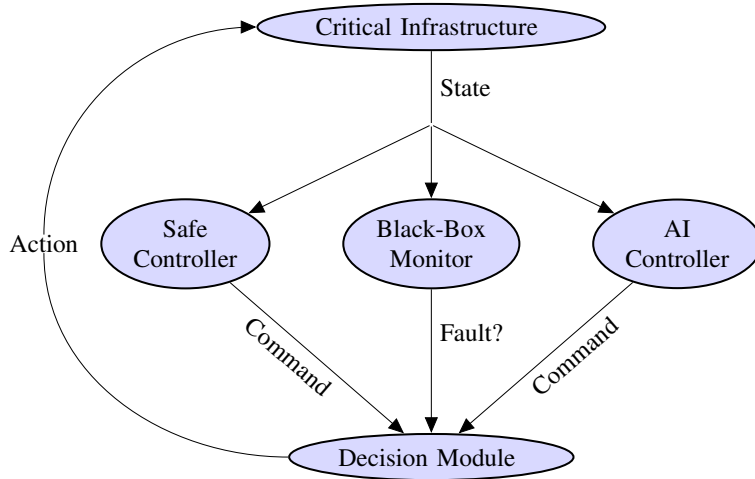 Critical Infrastructure
State
Safe
Controller
Black-Box
Monitor
AI
Controller
Action
Command
Fault?
Command
Decision Module